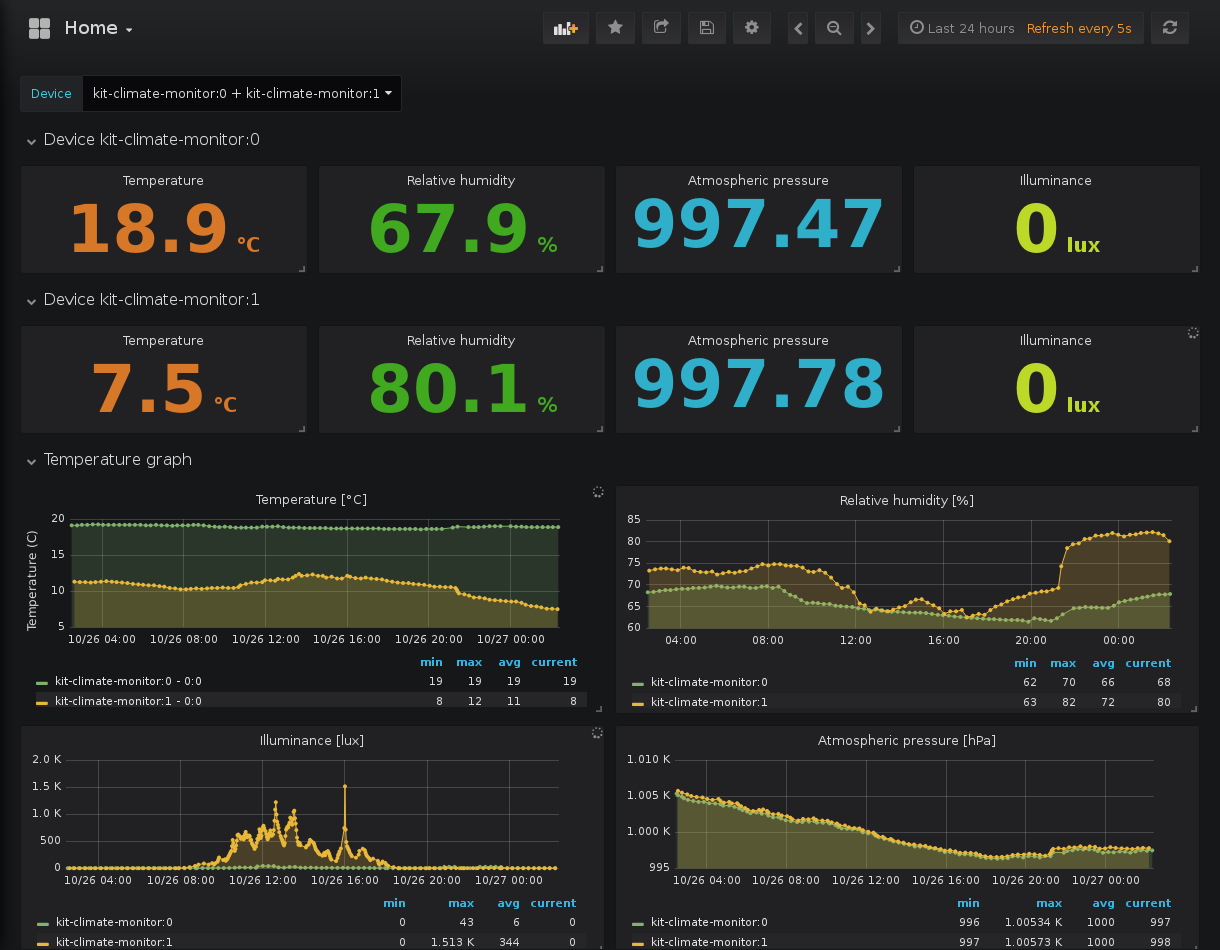 Home
Last 24 hours Refresh every 5s
Device kit-climate-monitor:0 + kit-climate-monitor:1
Device kit-climate-monitor:0
Temperature Relative humidity Atmospheric pressure Illuminance
18.9 °C 67.9 % 997.47 0 lux
Device kit-climate-monitor:1
Temperature Relative humidity Atmospheric pressure Illuminance
7.5 °C 80.1 % 997.78 0 lux
Temperature graph
Temperature [°C]
Temperature (C)
20
15
10
5
10/26 04:00 10/26 08:00 10/26 12:00 10/26 16:00 10/26 20:00 10/27 00:00
min max avg current
kit-climate-monitor:0 - 0:0 19 19 19 19
kit-climate-monitor:1 - 0:0 8 12 11 8
Relative humidity [%]
85
80
75
70
65
60
04:00 08:00 12:00 16:00 20:00 00:00
min max avg current
kit-climate-monitor:0 62 70 66 68
kit-climate-monitor:1 63 82 72 80
Illuminance [lux]
2.0 K
1.5 K
1.0 K
500
0
10/26 04:00 10/26 08:00 10/26 12:00 10/26 16:00 10/26 20:00 10/27 00:00
min max avg current
kit-climate-monitor:0 0 43 6 0
kit-climate-monitor:1 0 1.513 K 344 0
Atmospheric pressure [hPa]
1.010 K
1.005 K
1.000 K
995
10/26 04:00 10/26 08:00 10/26 12:00 10/26 16:00 10/26 20:00 10/27 00:00
min max avg current
kit-climate-monitor:0 996 1.00534 K 1000 997
kit-climate-monitor:1 997 1.00573 K 1000 998